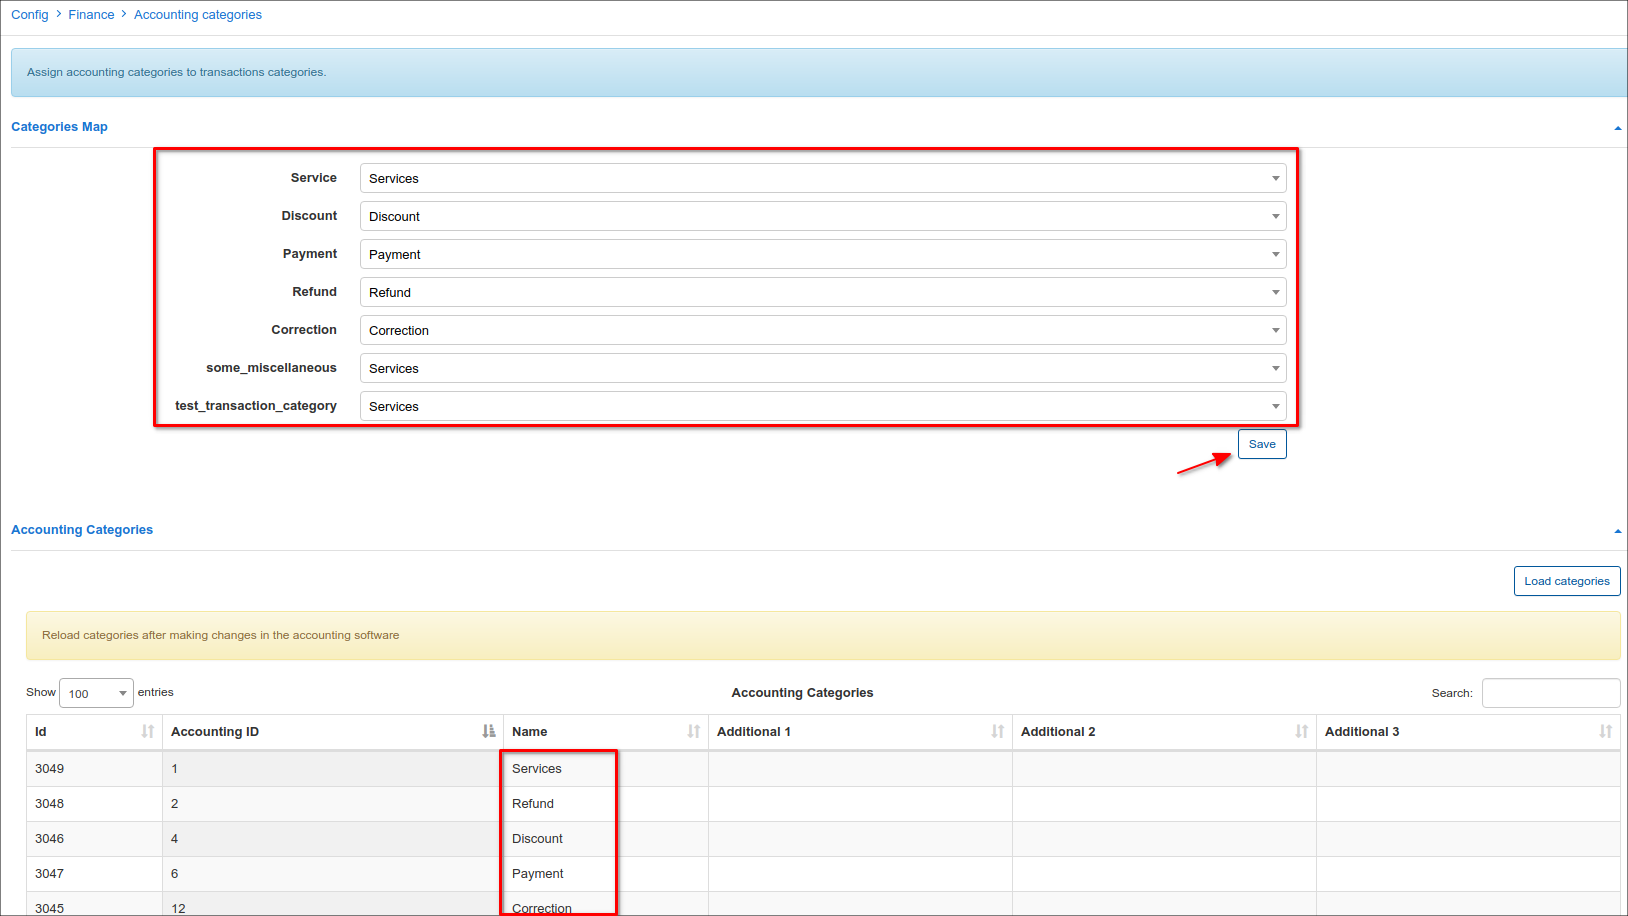 Config > Finance > Accounting categories
Assign accounting categories to transactions categories.
Categories Map
Service Services
Discount Discount
Payment Payment
Refund Refund
Correction Correction
some_miscellaneous Services
test_transaction_category Services
Save
Accounting Categories
Load categories
Reload categories after making changes in the accounting software
Show 100 entries Accounting Categories Search:
Id Accounting ID Name Additional 1 Additional 2 Additional 3
3049 1 Services
3048 2 Refund
3046 4 Discount
3047 6 Payment
3045 12 Correction